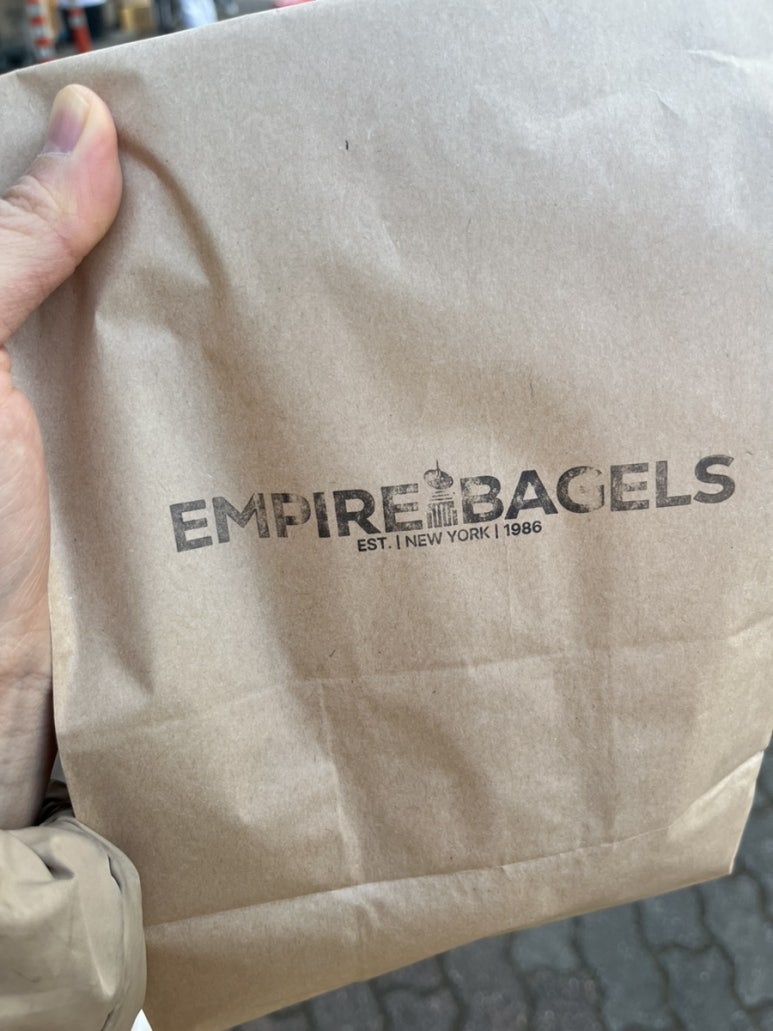 EMPIRE BAGELS
EST. | NEW YORK | 1986